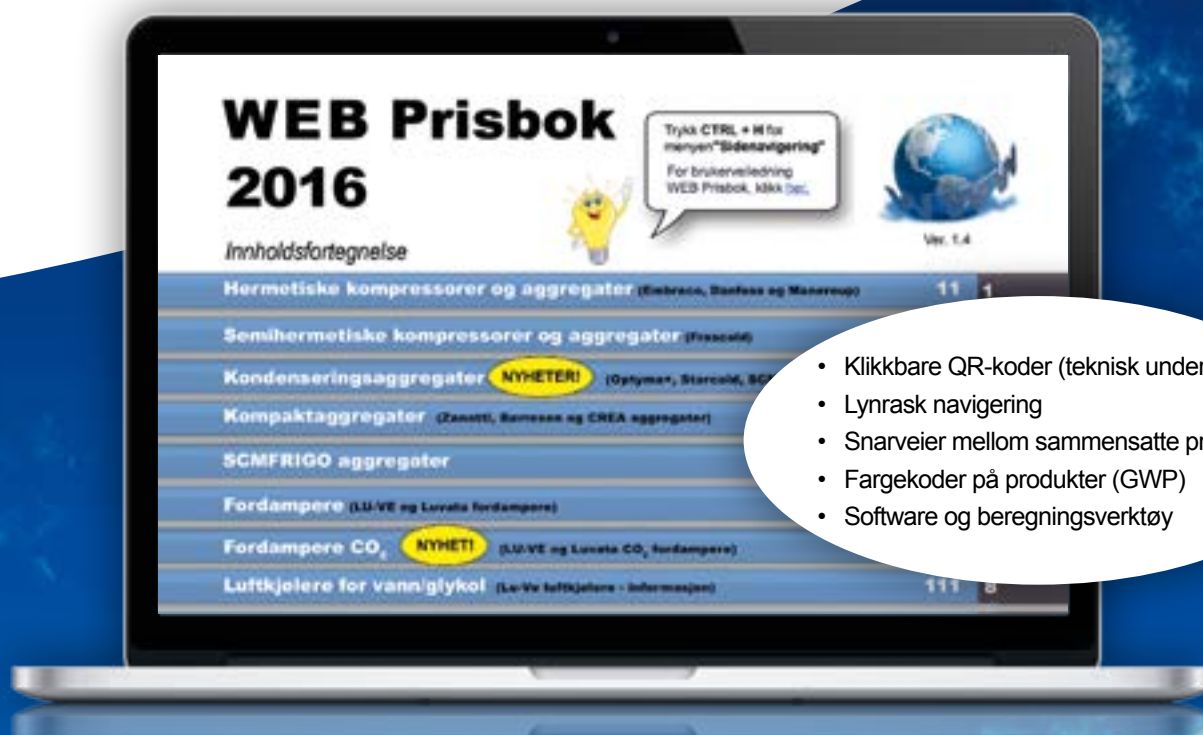 WEB Prisbok
2016
Innholdsfortegnelse
Trykk CTRL + H for
menyen"Sidenavigering"
For brukerveiledning
WEB Prisbok, klikk her.
Ver. 1.4
Hermetiske kompressorer og aggregater (Embraco, Danfoss og Maneroup) 11 1
Semihermetiske kompressorer og aggregater (Frascold)
Kondenseringsaggregater NYHETER! (Optyma+, Starcold,
Kompaktaggregater (Zanotti, og CREA aggregater)
SCMFRIGO aggregater
Fordampere (LU-VE og Luvata fordampere)
Fordampere CO₂ NYHET! (LU-VE og Luvata CO₂ fordampere)
Luftkjølere for vann/glykol (Lu-Ve luftkjølere - informasjon) 111 8
• Klikkbare QR-koder (teknisk under
• Lynrask navigering
• Snarveier mellom sammensatte pr
• Fargekoder på produkter (GWP)
• Software og beregningsverktøy